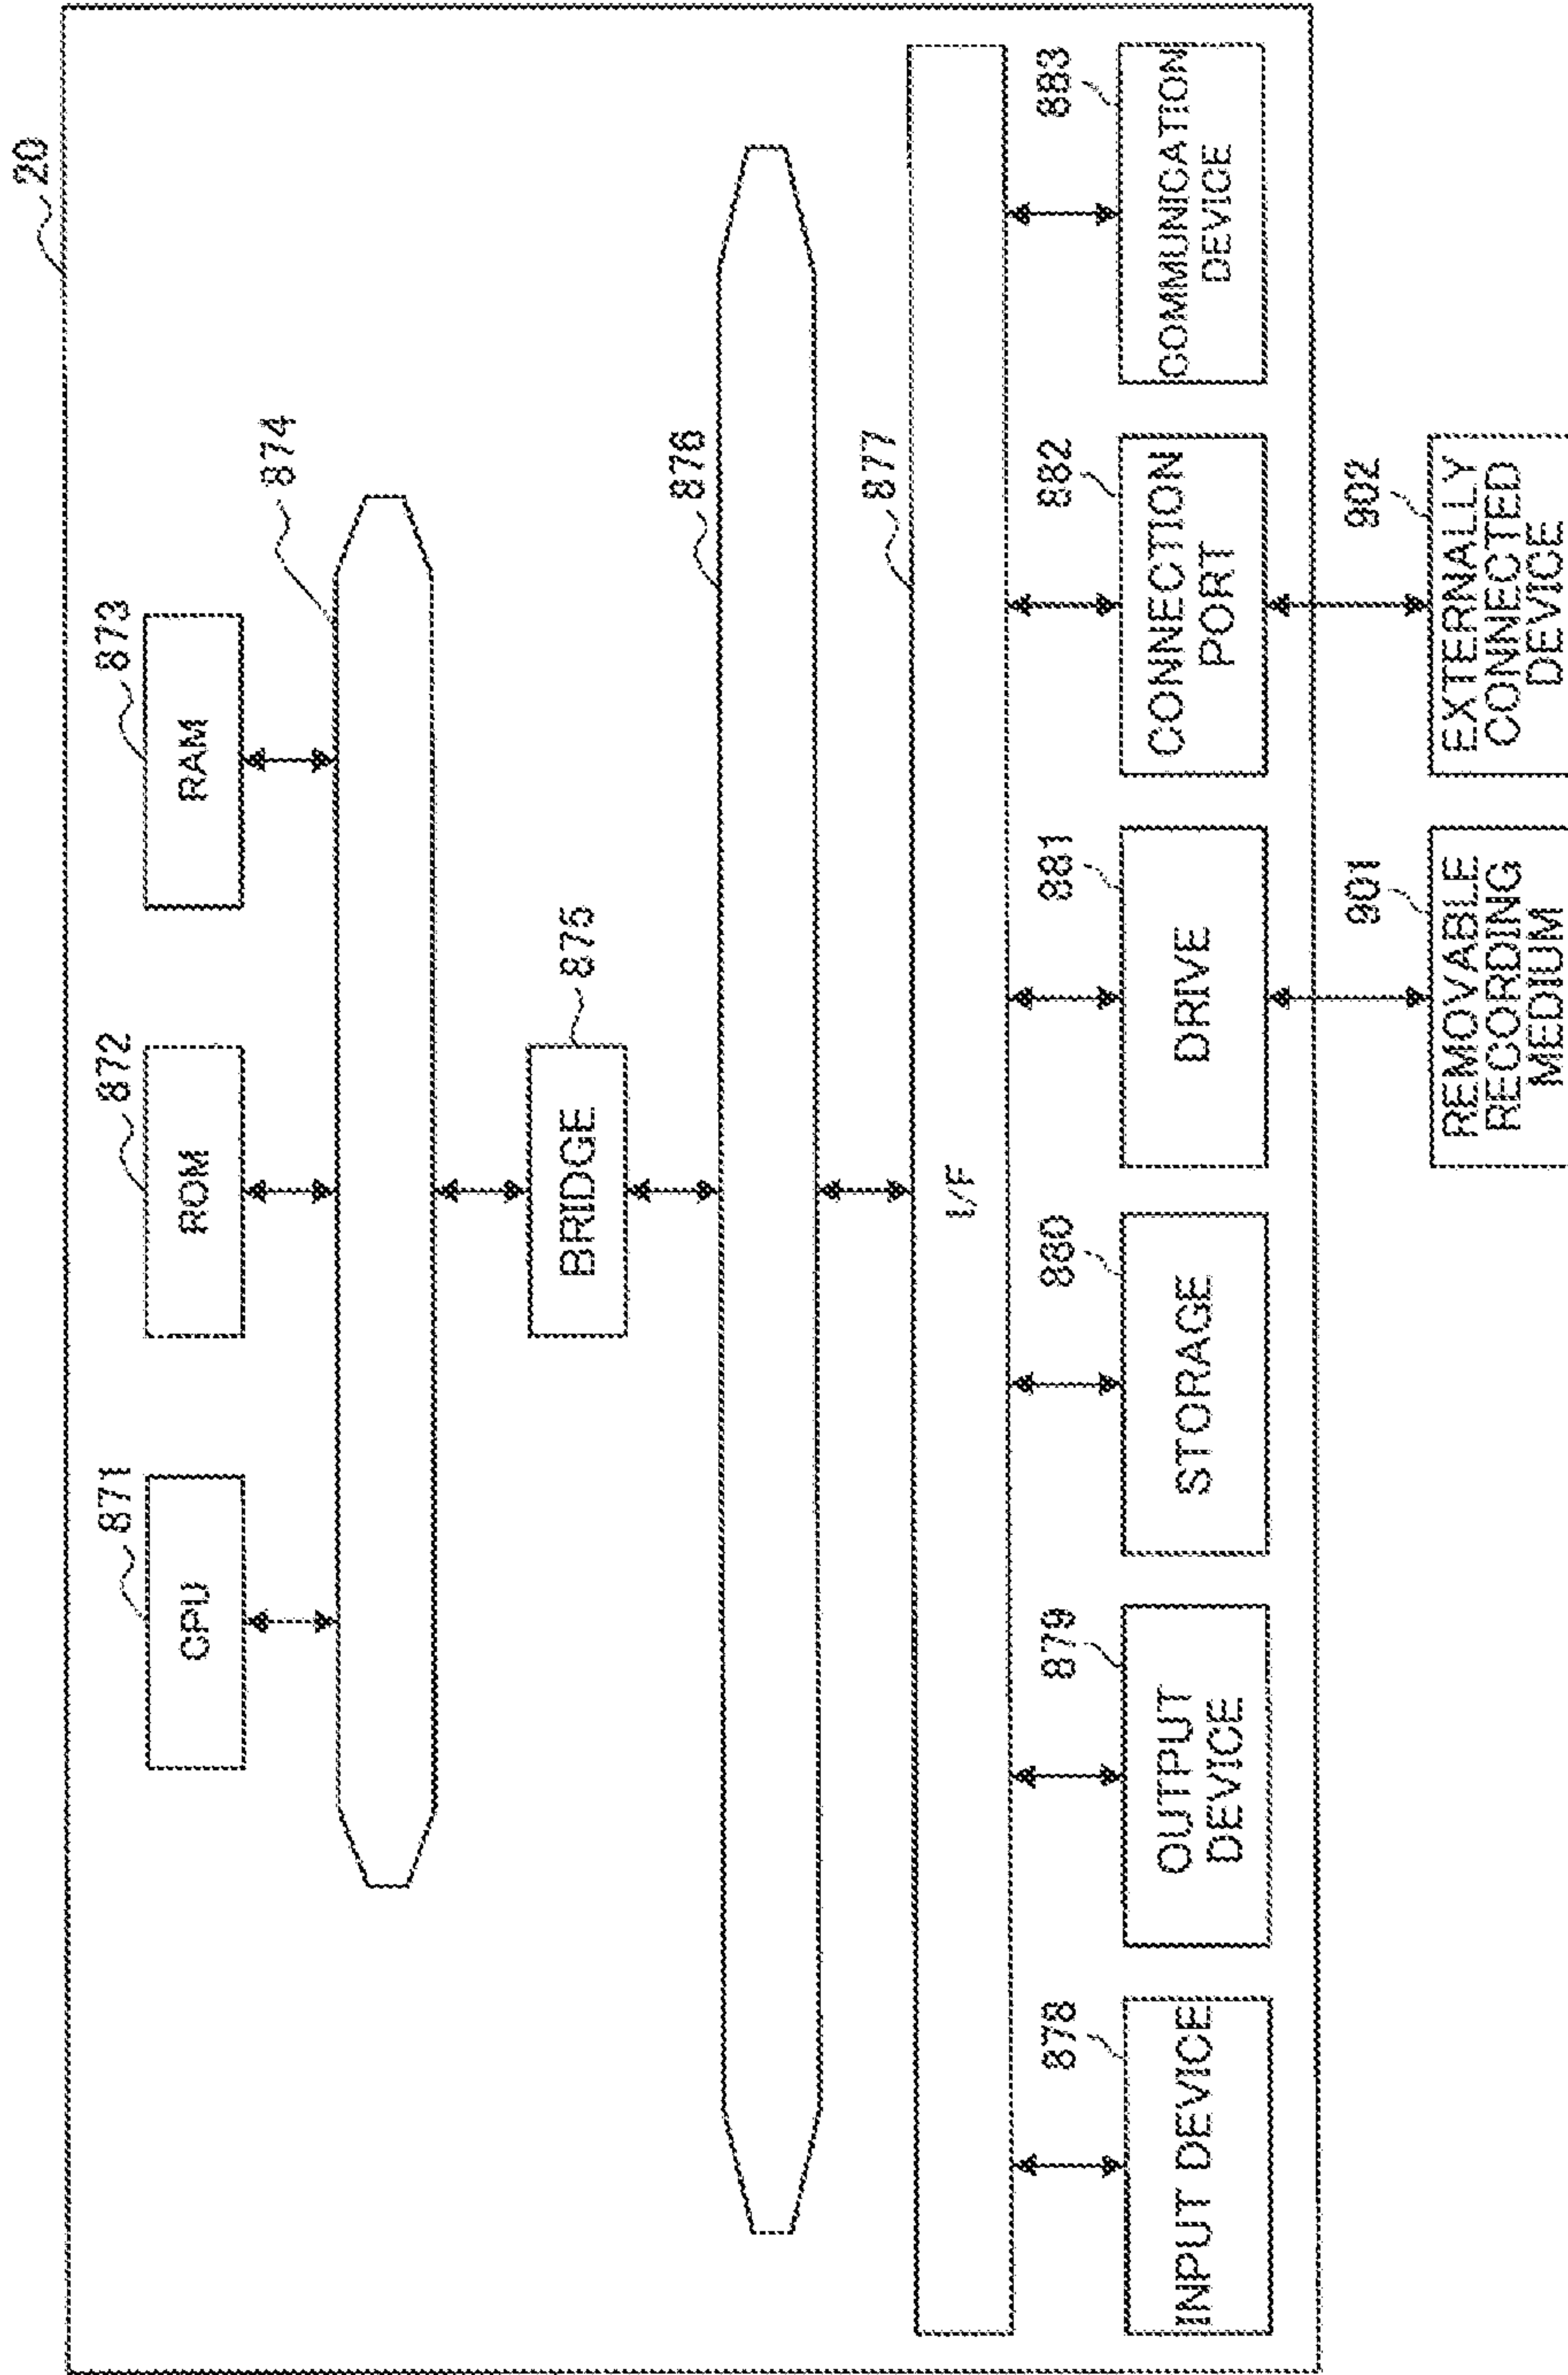 20
871
872
873
CPU
ROM
RAM
874
BRIDGE
875
876
877
I/F
878
879
880
881
882
883
INPUT DEVICE
OUTPUT
DEVICE
STORAGE
DRIVE
CONNECTION
PORT
COMMUNICATION
DEVICE
901
902
REMOVABLE
RECORDING
MEDIUM
EXTERNALLY
CONNECTED
DEVICE